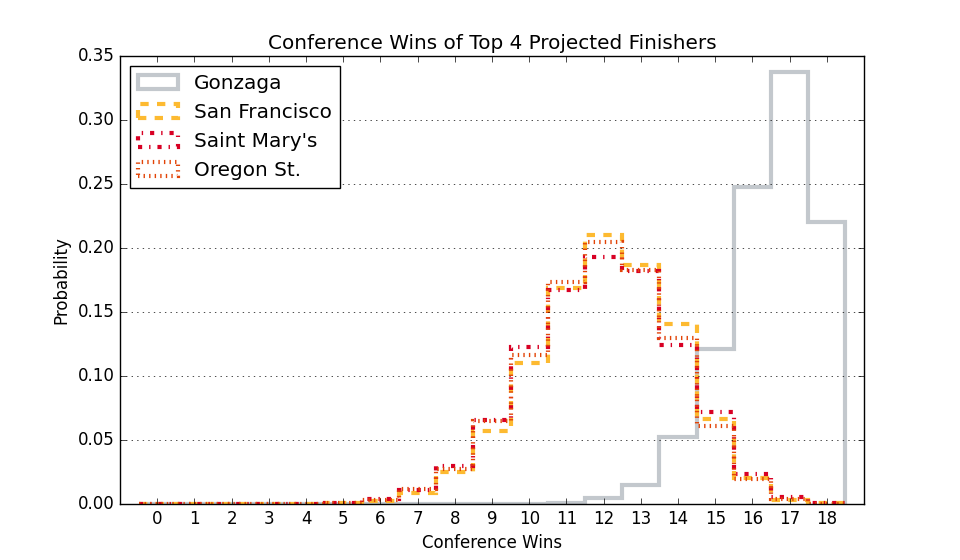 Conference Wins of Top 4 Projected Finishers
0.35
0.30
0.25
0.20
0.15
0.10
0.05
0.00
Probability
Gonzaga
San Francisco
Saint Mary's
Oregon St.
0 1 2 3 4 5 6 7 8 9 10 11 12 13 14 15 16 17 18
Conference Wins